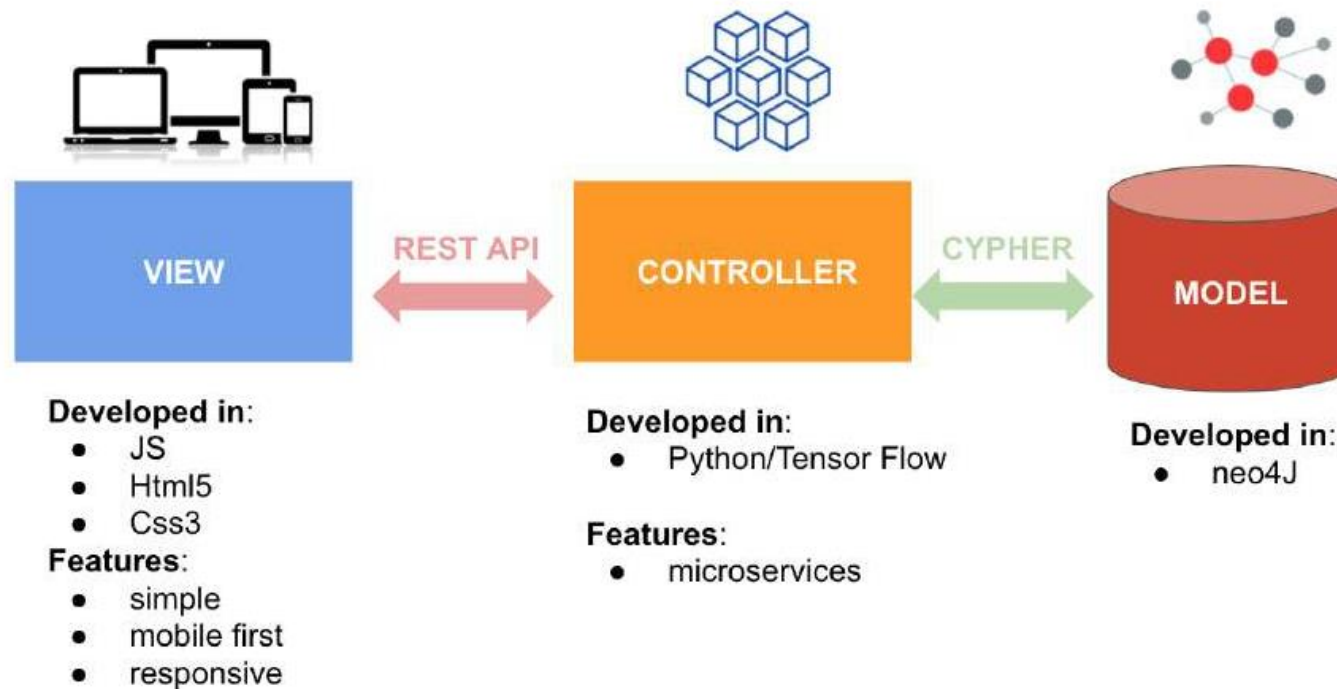 VIEW
REST API
CONTROLLER
CYPHER
MODEL
Developed in:
● JS
● Html5
● Css3
Features:
● simple
● mobile first
● responsive
Developed in:
● Python/Tensor Flow
Features:
● microservices
Developed in:
● neo4J